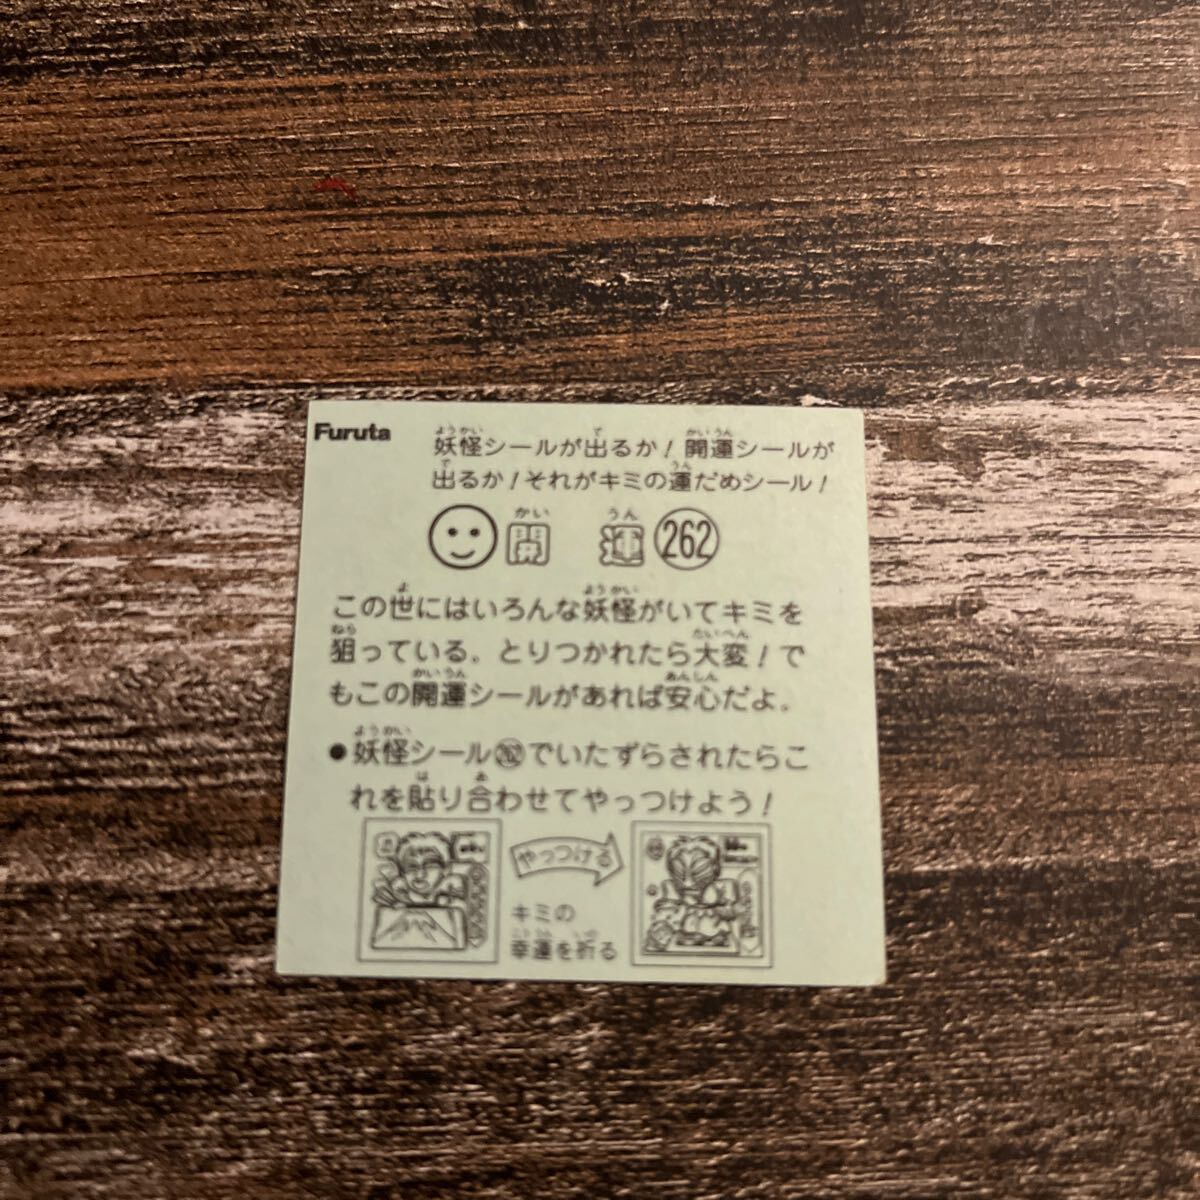 Furuta
妖怪シールが出るか！開運シールが
出るか！それがキミの運だめシール！
開 運 262
この世にはいろんな妖怪がいてキミを
狙っている。とりつかれたら大変！で
もこの開運シールがあれば安心だよ。
●妖怪シール262でいたずらされたらこ
れを貼り合わせてやっつけよう！
やっつける
キミの
幸運を祈る